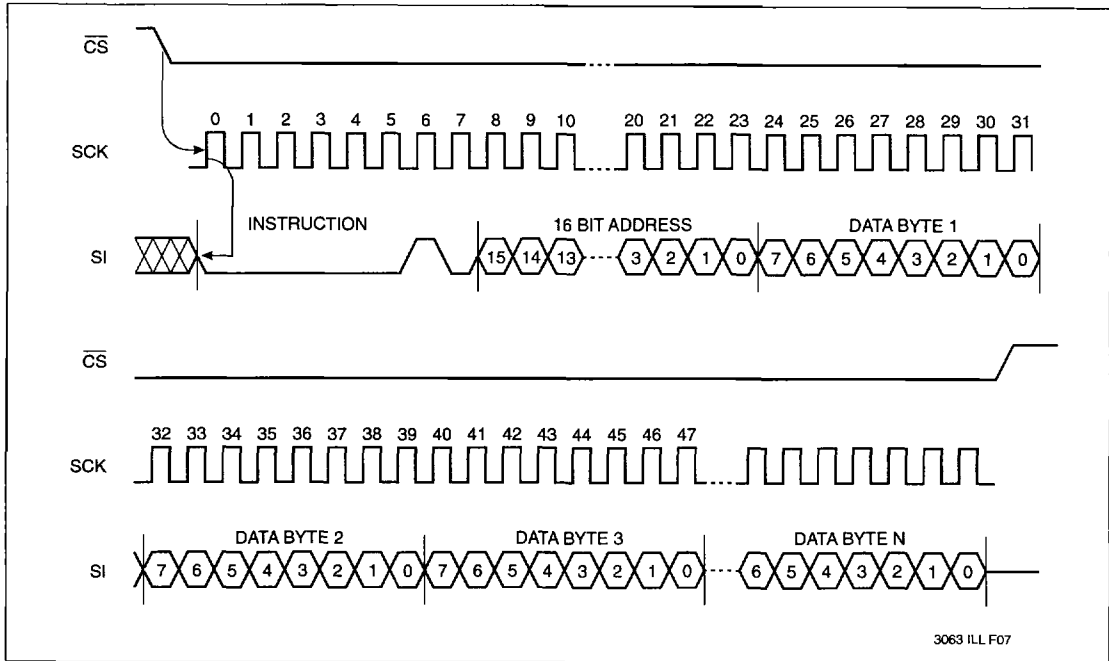 CS
0 1 2 3 4 5 6 7 8 9 10 20 21 22 23 24 25 26 27 28 29 30 31
SCK
INSTRUCTION 16 BIT ADDRESS DATA BYTE 1
SI 15 14 13 3 2 1 0 7 6 5 4 3 2 1 0
CS
32 33 34 35 36 37 38 39 40 41 42 43 44 45 46 47
SCK
DATA BYTE 2 DATA BYTE 3 DATA BYTE N
SI 7 6 5 4 3 2 1 0 7 6 5 4 3 2 1 0 6 5 4 3 2 1 0
3063 ILL F07